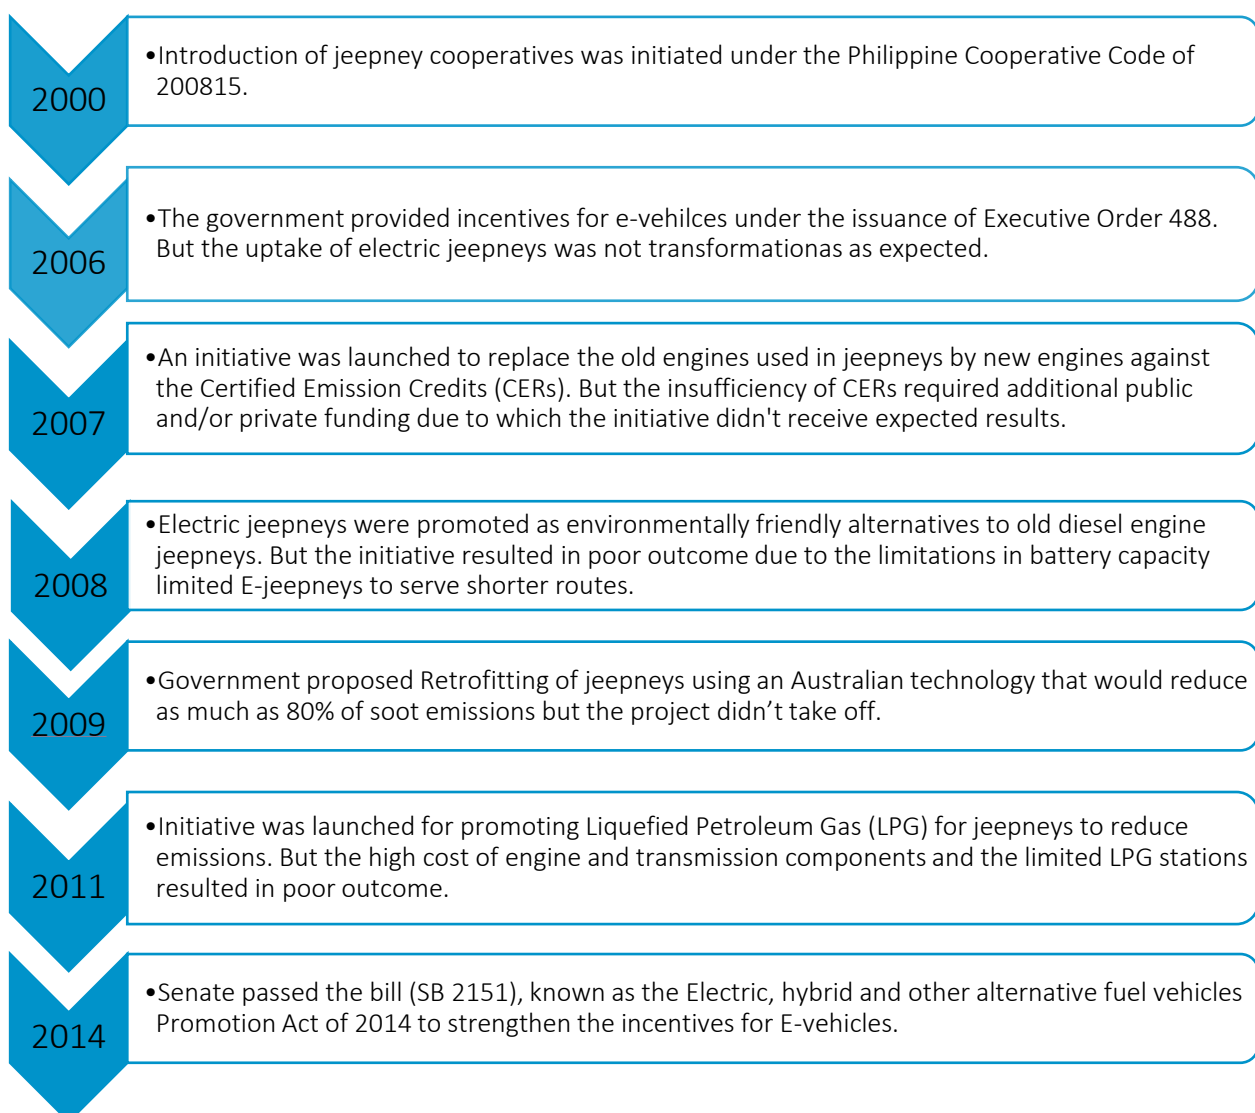 2000
•Introduction of jeepney cooperatives was initiated under the Philippine Cooperative Code of
200815.
2006
•The government provided incentives for e-vehilces under the issuance of Executive Order 488.
But the uptake of electric jeepneys was not transformationas as expected.
2007
•An initiative was launched to replace the old engines used in jeepneys by new engines against
the Certified Emission Credits (CERs). But the insufficiency of CERs required additional public
and/or private funding due to which the initiative didn't receive expected results.
2008
•Electric jeepneys were promoted as environmentally friendly alternatives to old diesel engine
jeepneys. But the initiative resulted in poor outcome due to the limitations in battery capacity
limited E-jeepneys to serve shorter routes.
2009
•Government proposed Retrofitting of jeepneys using an Australian technology that would reduce
as much as 80% of soot emissions but the project didn’t take off.
2011
•Initiative was launched for promoting Liquefied Petroleum Gas (LPG) for jeepneys to reduce
emissions. But the high cost of engine and transmission components and the limited LPG stations
resulted in poor outcome.
2014
•Senate passed the bill (SB 2151), known as the Electric, hybrid and other alternative fuel vehicles
Promotion Act of 2014 to strengthen the incentives for E-vehicles.